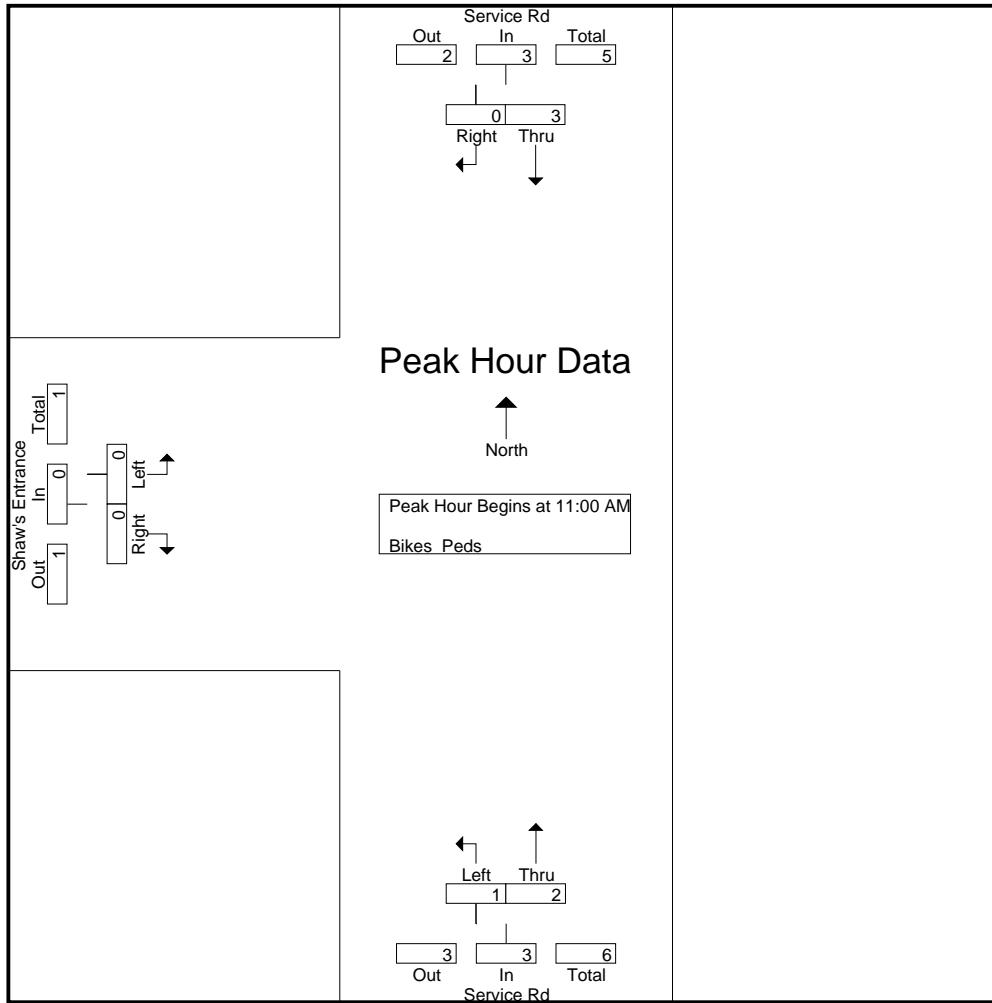 Service Rd
Out In Total
2 3 5
0 3
Right Thru
Peak Hour Data
North
Peak Hour Begins at 11:00 AM
Bikes Peds
Shaw's Entrance
Out In Total
1 0 1
Right Left
0 0
Left Thru
1 2
3 3 6
Out In Total
Service Rd